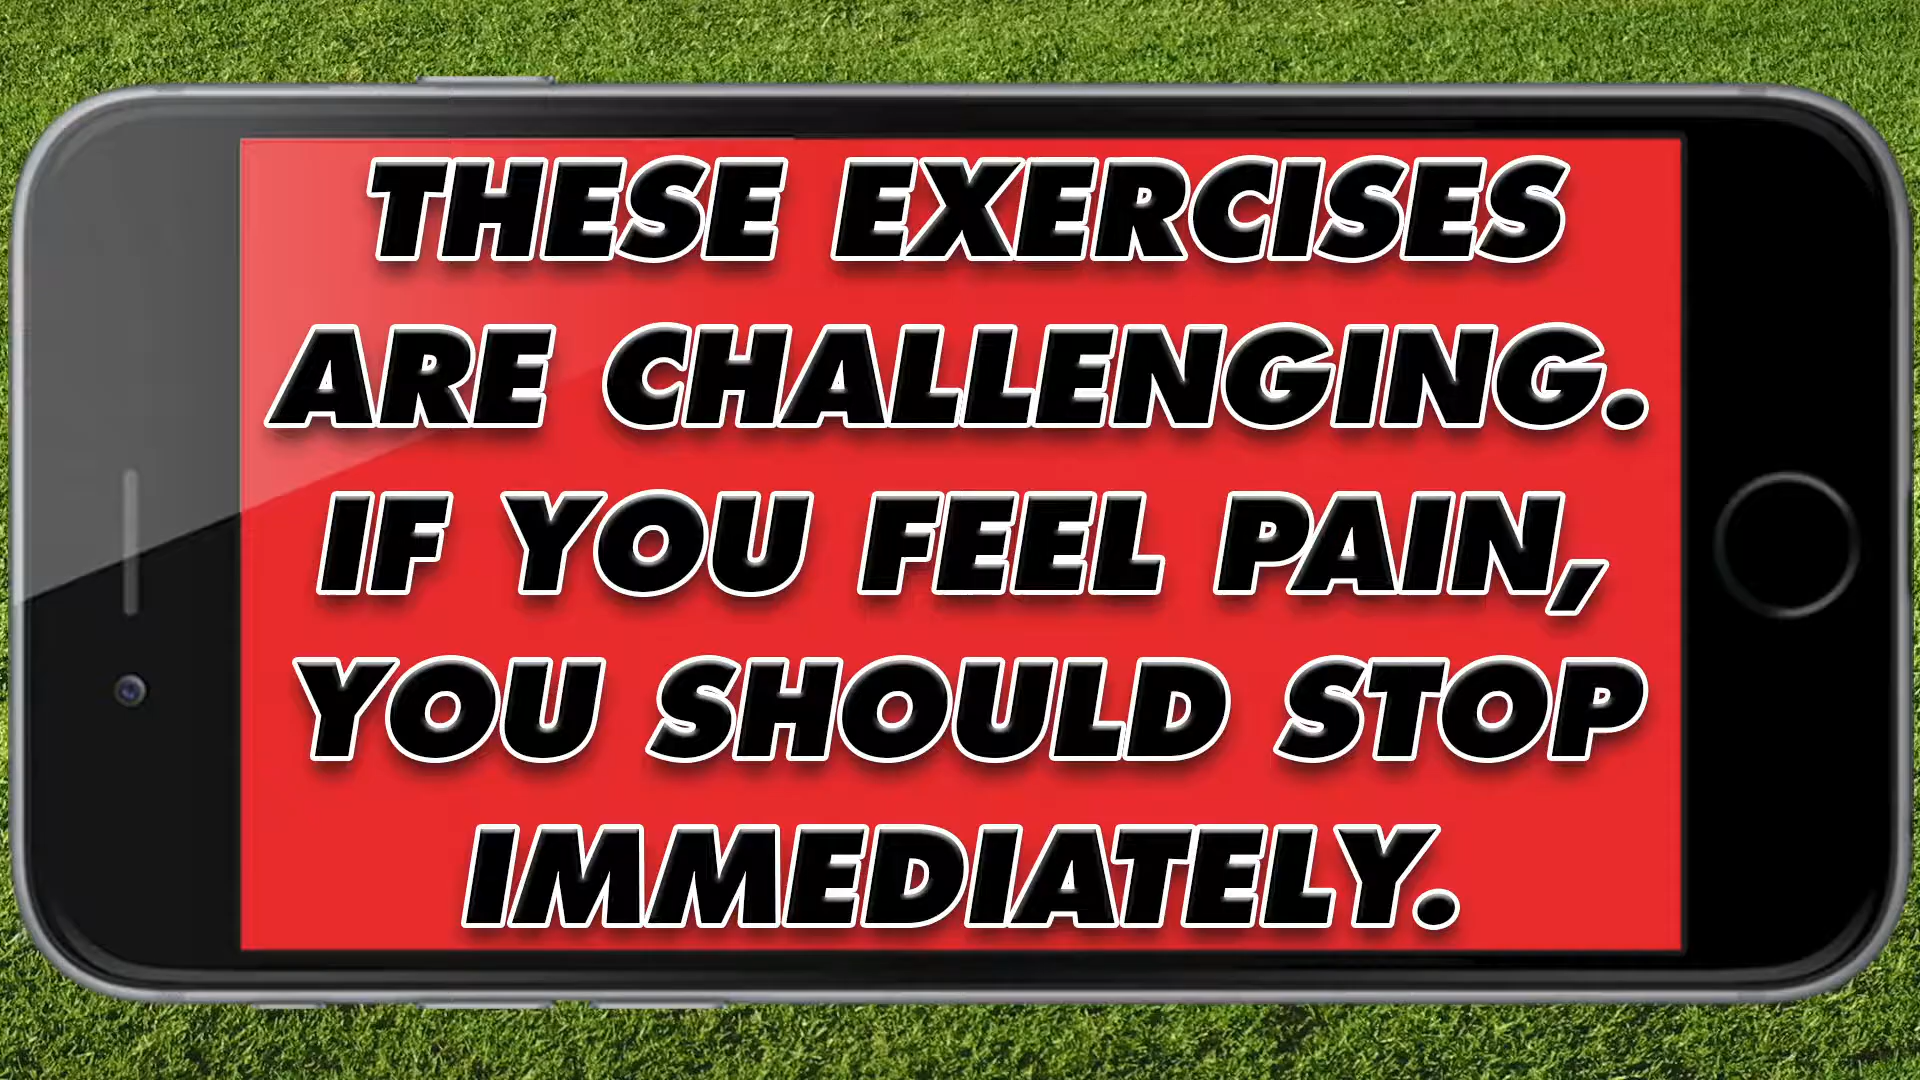 THESE EXERCISES
ARE CHALLENGING.
IF YOU FEEL PAIN,
YOU SHOULD STOP
IMMEDIATELY.